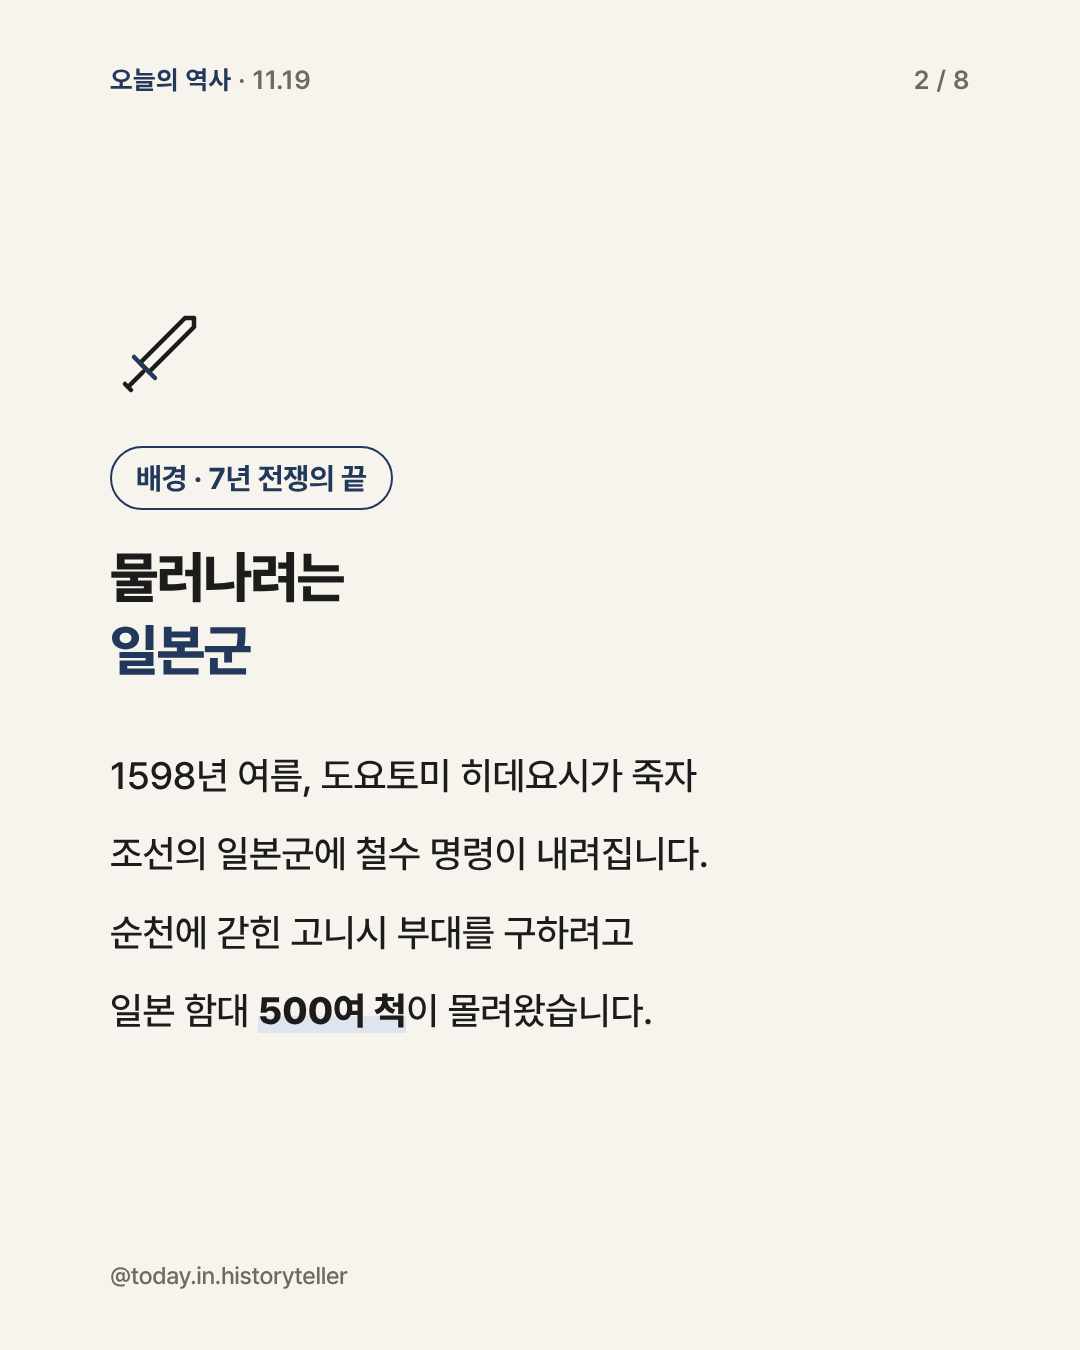 오늘의 역사 · 11.19
2 / 8
배경 · 7년 전쟁의 끝
물러나려는
일본군
1598년 여름, 도요토미 히데요시가 죽자
조선의 일본군에 철수 명령이 내려집니다.
순천에 갇힌 고니시 부대를 구하려고
일본 함대 500여 척이 몰려왔습니다.
@today.in.historyteller